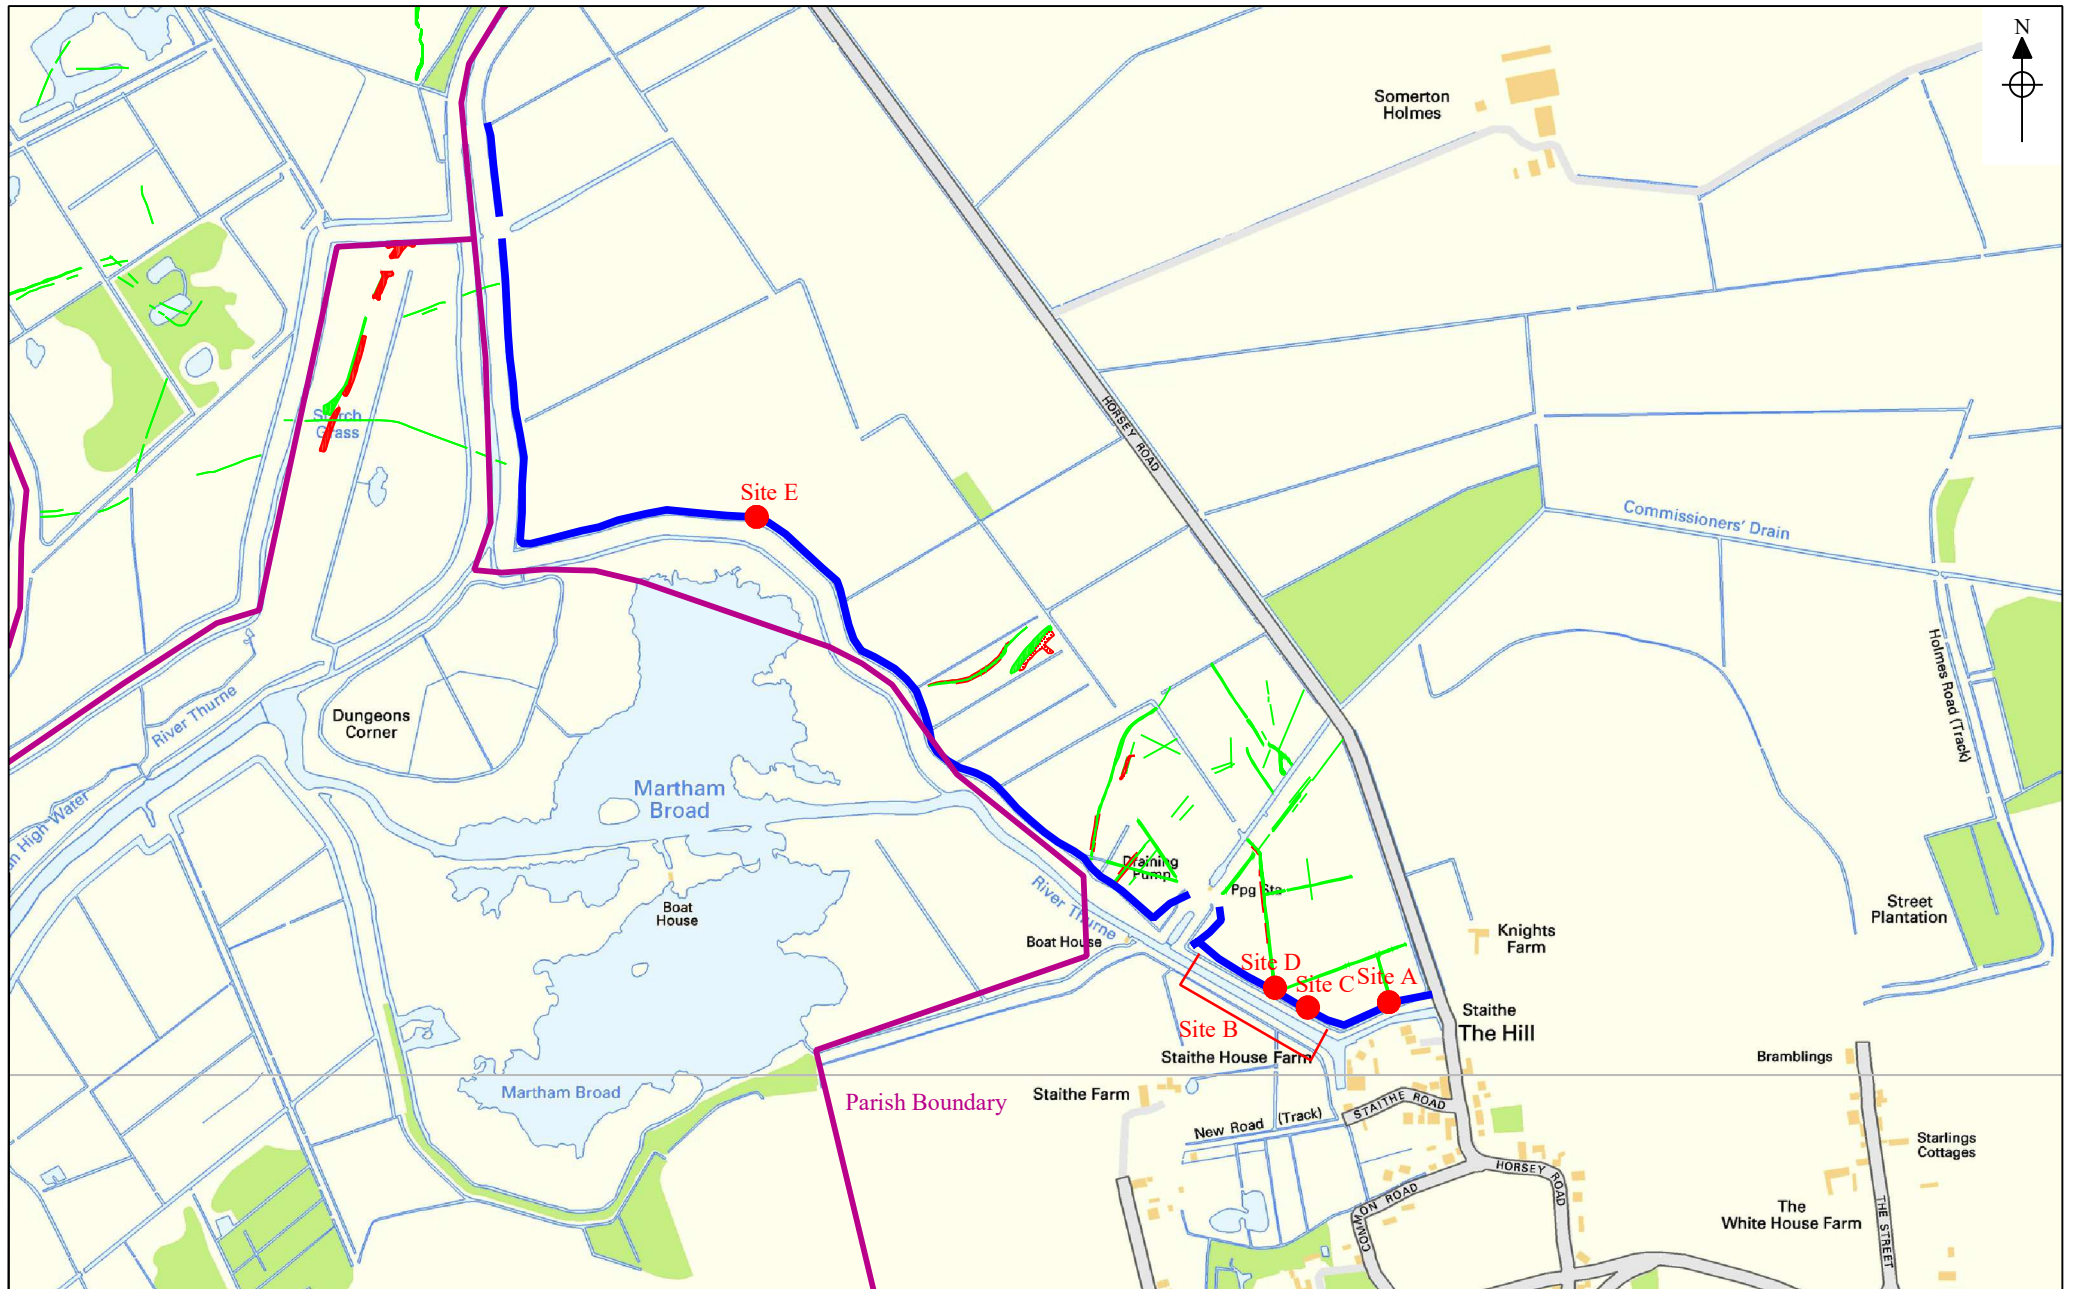 N
Somerton
Holmes
HORSEY ROAD
Starch
Grass
Site E
Commissioners' Drain
Holmes Road (Track)
River Thurne
Dungeons
Corner
Martham
Broad
n High Water
Draining
Pump
Ppg Sta
Boat
House
River Thurne
Boat House
Street
Plantation
Knights
Farm
Site D
Site C
Site A
Site B
Staithe
The Hill
Staithe House Farm
Bramblings
Martham Broad
Staithe Farm
Parish Boundary
STAITHE ROAD
New Road (Track)
Starlings
Cottages
HORSEY ROAD
COMMON ROAD
The
White House Farm
THE STREET